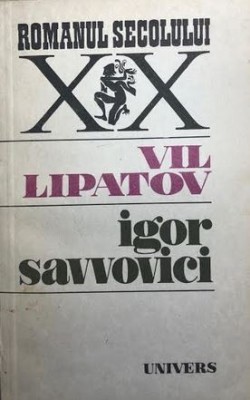 ROMANUL SECOLULUI
XX
VIL
LIPATOV
igor
savvovici
UNIVERS